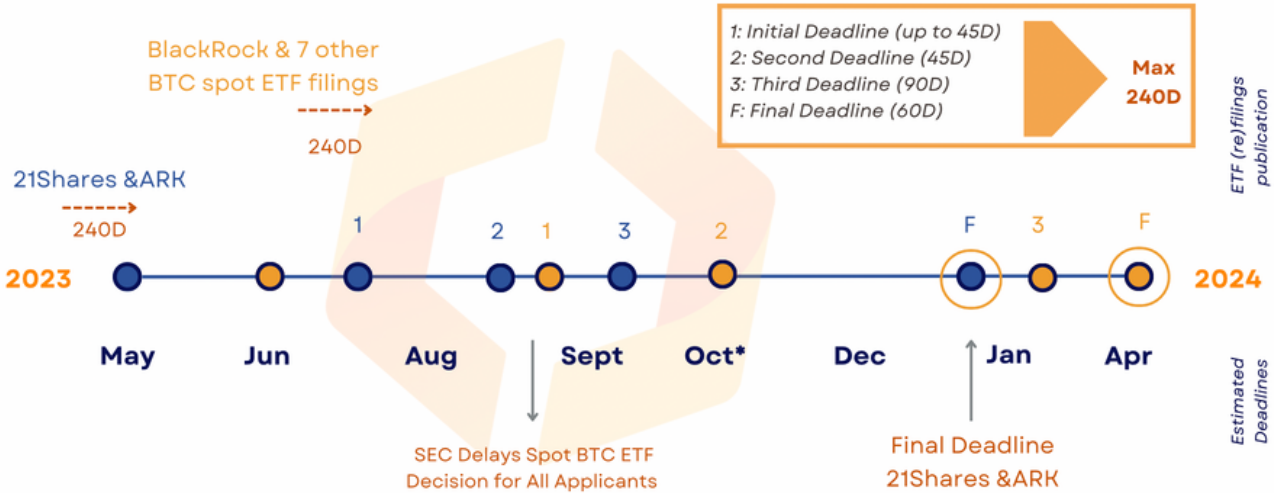 BlackRock & 7 other
BTC spot ETF filings
240D
21Shares &ARK
240D
1: Initial Deadline (up to 45D)
2: Second Deadline (45D)
3: Third Deadline (90D)
F: Final Deadline (60D)
Max
240D
ETF (re)filings
publication
1
2
1
3
2
F
3
F
2023
2024
May
Jun
Aug
Sept
Oct*
Dec
Jan
Apr
SEC Delays Spot BTC ETF
Decision for All Applicants
Final Deadline
21Shares &ARK
Estimated
Deadlines